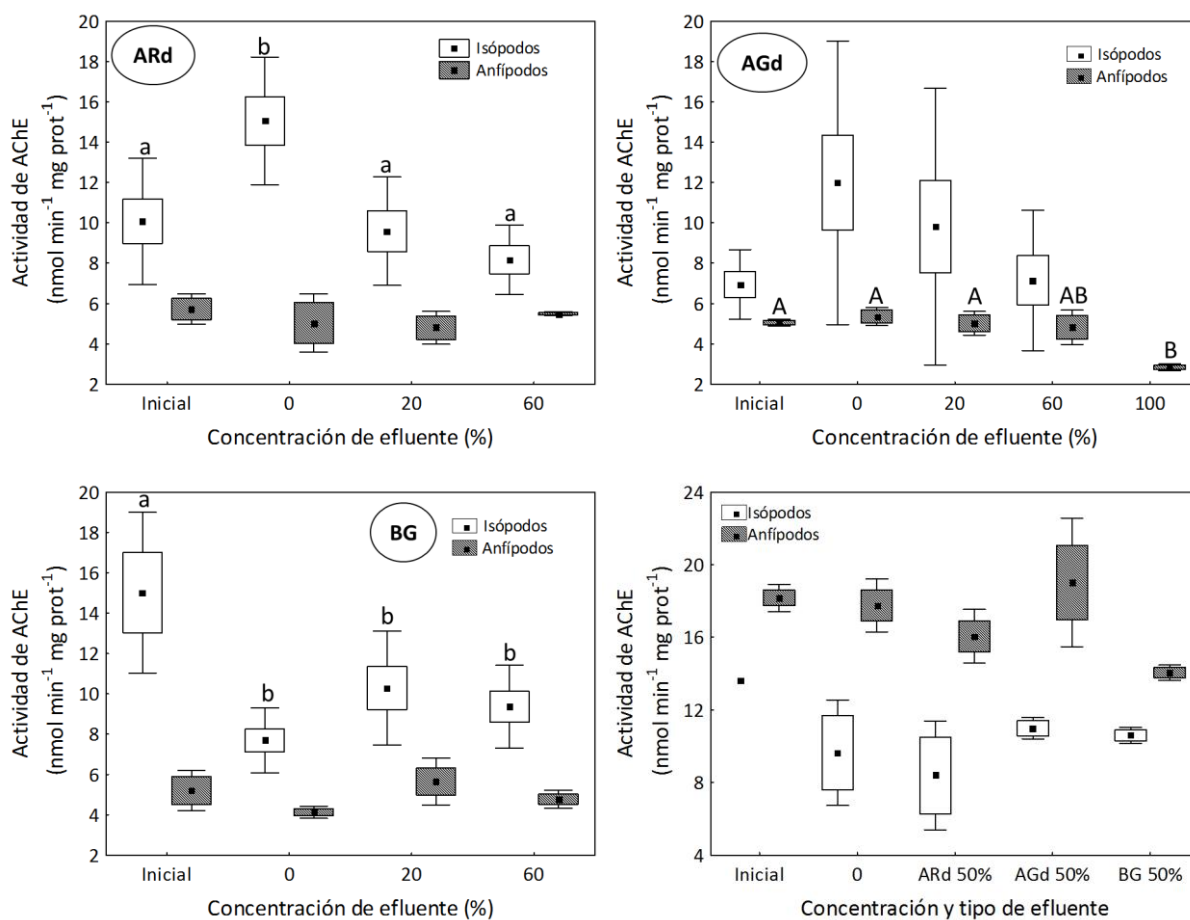 ARd
Isópodos
Anfípodos
Actividad de AChE
(nmol min⁻¹ mg prot⁻¹)
20
18
16
14
12
10
8
6
4
2
a
b
a
a
Inicial
0
20
60
Concentración de efluente (%)
AGd
Isópodos
Anfípodos
Actividad de AChE
(nmol min⁻¹ mg prot⁻¹)
20
18
16
14
12
10
8
6
4
2
A
A
A
AB
B
Inicial
0
20
60
100
Concentración de efluente (%)
BG
Isópodos
Anfípodos
Actividad de AChE
(nmol min⁻¹ mg prot⁻¹)
20
18
16
14
12
10
8
6
4
2
a
b
b
b
Inicial
0
20
60
Concentración de efluente (%)
Isópodos
Anfípodos
Actividad de AChE
(nmol min⁻¹ mg prot⁻¹)
24
20
16
12
8
4
Inicial
0
ARd 50%
AGd 50%
BG 50%
Concentración y tipo de efluente